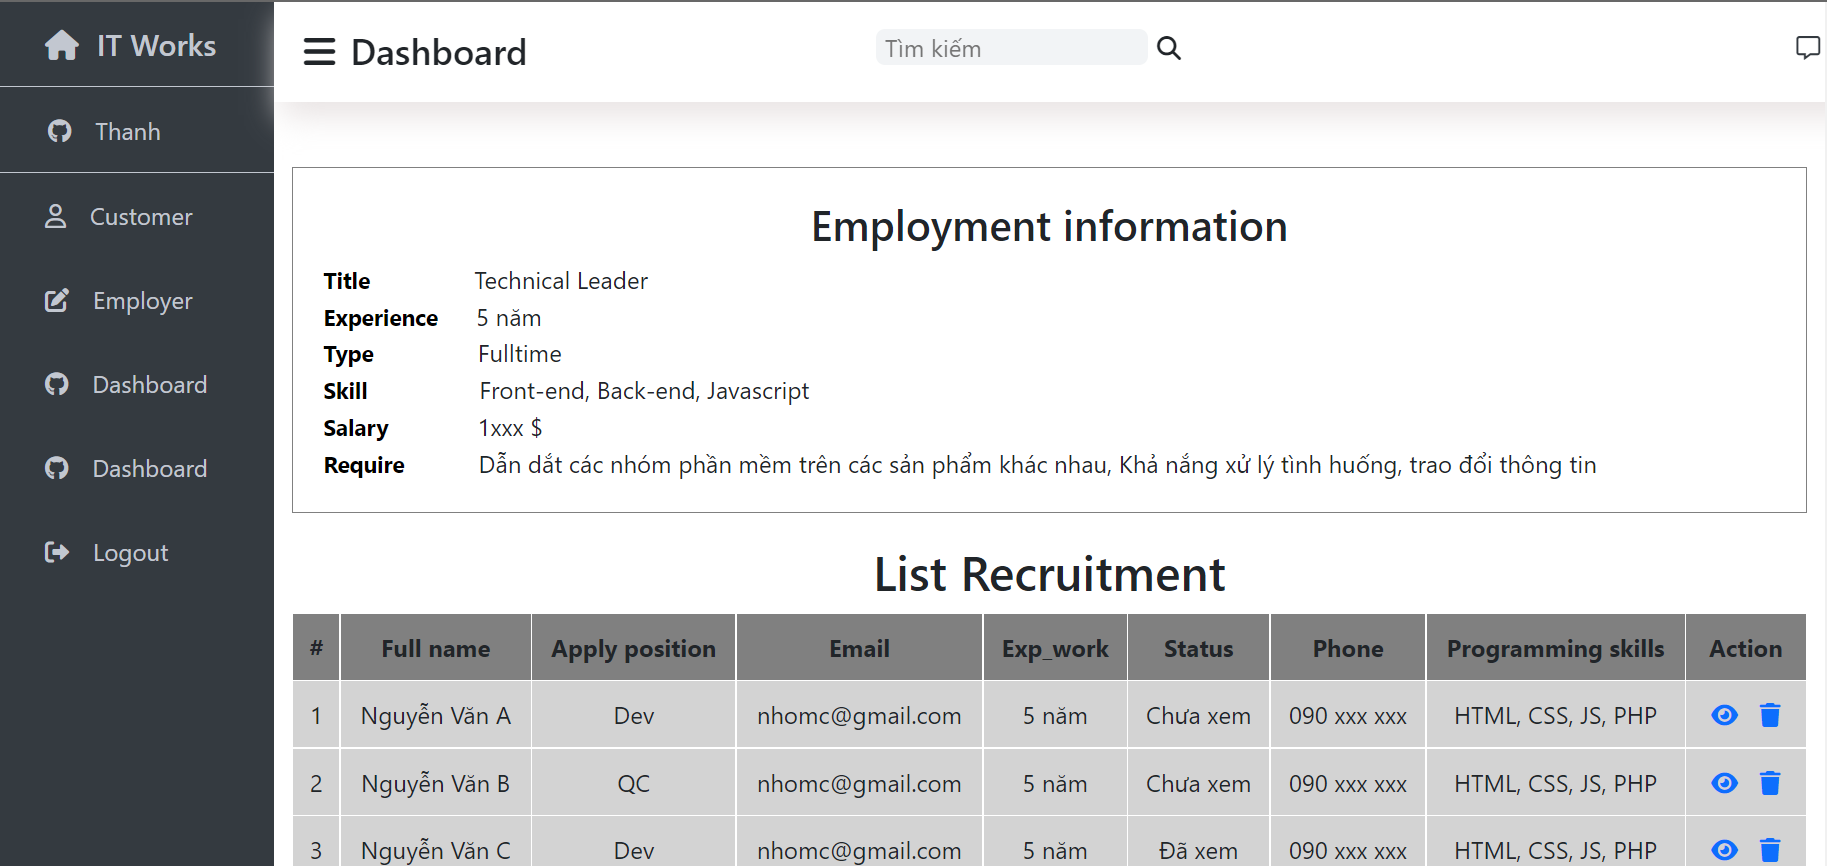 IT Works
Thanh
Customer
Employer
Dashboard
Dashboard
Logout
Dashboard
Tìm kiếm
Employment information
Title Technical Leader
Experience 5 năm
Type Fulltime
Skill Front-end, Back-end, Javascript
Salary 1xxx $
Require Dẫn dắt các nhóm phần mềm trên các sản phẩm khác nhau, Khả nắng xử lý tình huống, trao đổi thông tin
List Recruitment
# Full name Apply position Email Exp_work Status Phone Programming skills Action
1 Nguyễn Văn A Dev nhomc@gmail.com 5 năm Chưa xem 090 xxx xxx HTML, CSS, JS, PHP
2 Nguyễn Văn B QC nhomc@gmail.com 5 năm Chưa xem 090 xxx xxx HTML, CSS, JS, PHP
3 Nguyễn Văn C Dev nhomc@gmail.com 5 năm Đã xem 090 xxx xxx HTML, CSS, JS, PHP